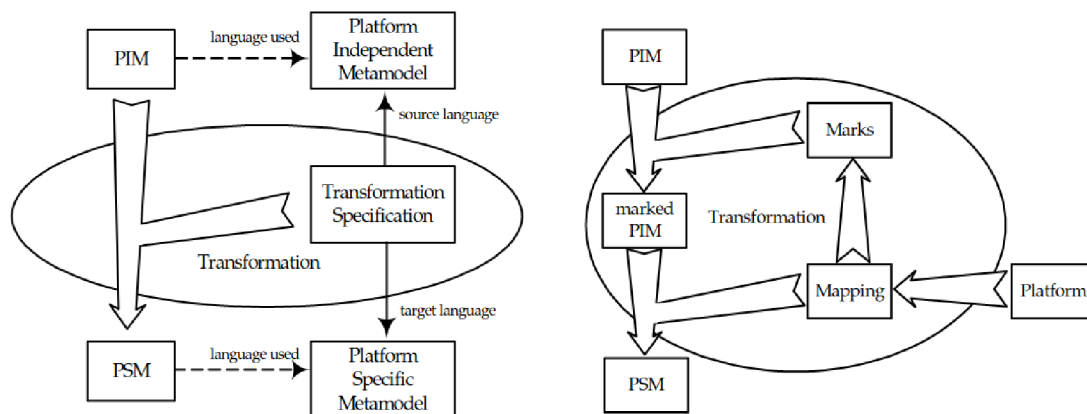 PIM
language used
Platform
Independent
Metamodel
source language
Transformation
Specification
Transformation
target language
PSM
language used
Platform
Specific
Metamodel
PIM
Marks
marked
PIM
Transformation
Mapping
Platform
PSM